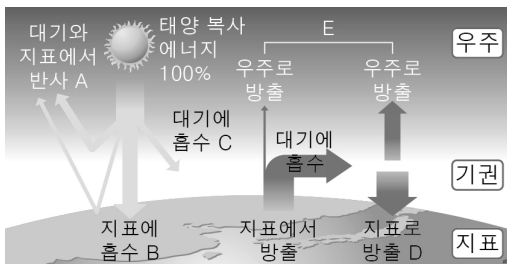 대기와
지표에서
반사 A
태양 복사
에너지
100%
E
우주로
방출
우주로
방출
우주
대기에
흡수 C
대기에
흡수
기권
지표에
흡수 B
지표에서
방출
지표로
방출 D
지표